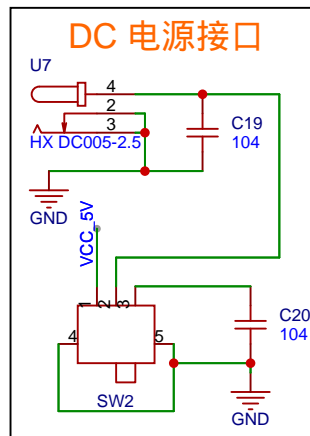 DC 电源接口
U7
4
2
3
HX DC005-2.5
C19
104
GND
VCC_5V
1
2
3
4
5
SW2
C20
104
GND